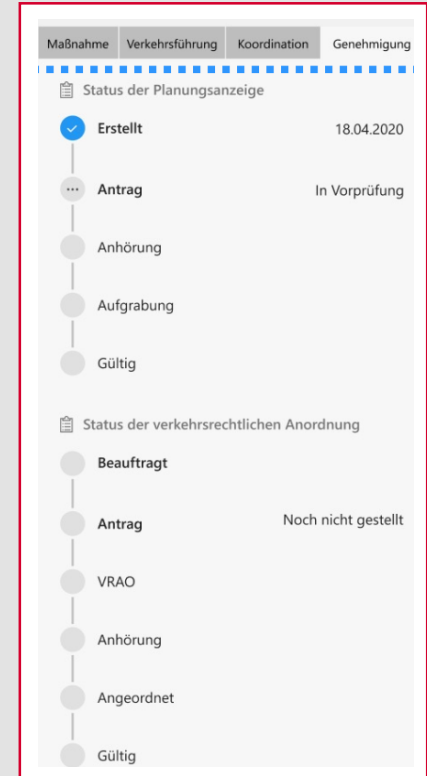 Maßnahme Verkehrsführung Koordination Genehmigung
Status der Planungsanzeige
Erstellt 18.04.2020
Antrag In Vorprüfung
Anhörung
Aufgrabung
Gültig
Status der verkehrsrechtlichen Anordnung
Beauftragt
Antrag Noch nicht gestellt
VRAO
Anhörung
Angeordnet
Gültig